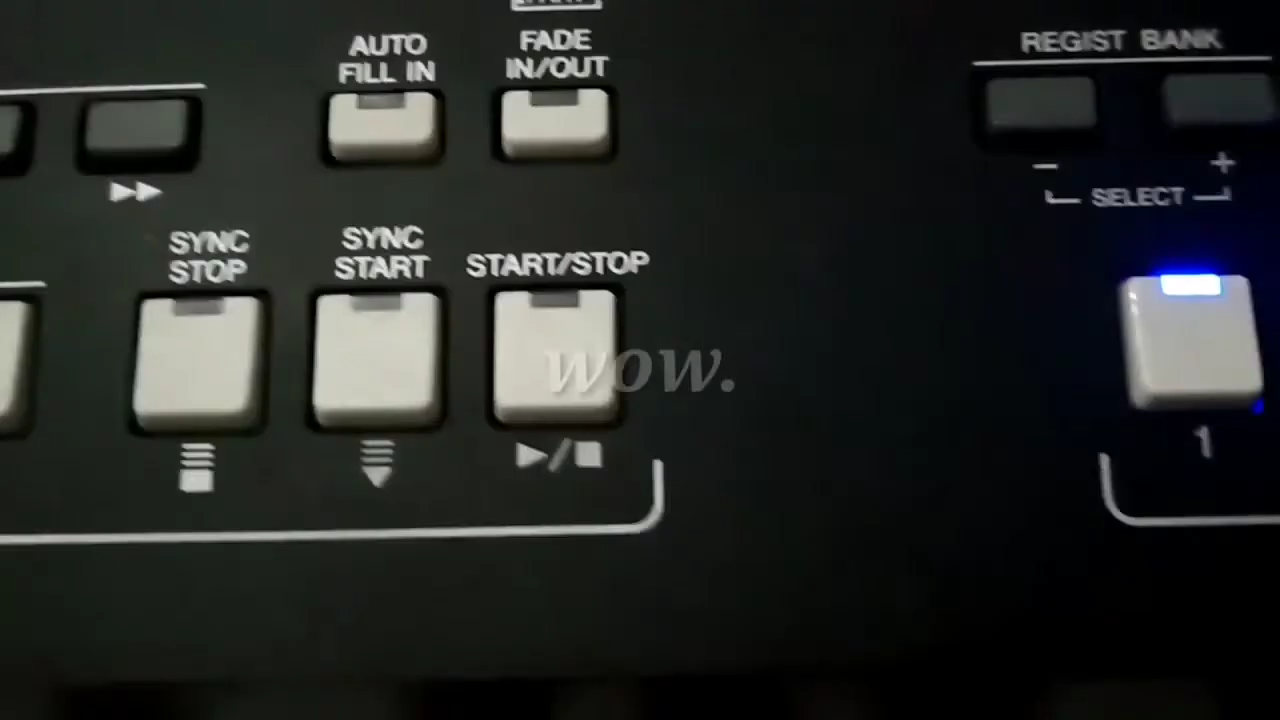 AUTO
FILL IN
FADE
IN/OUT
REGIST BANK
- +
SELECT
SYNC
STOP
SYNC
START
START/STOP
wow.
1